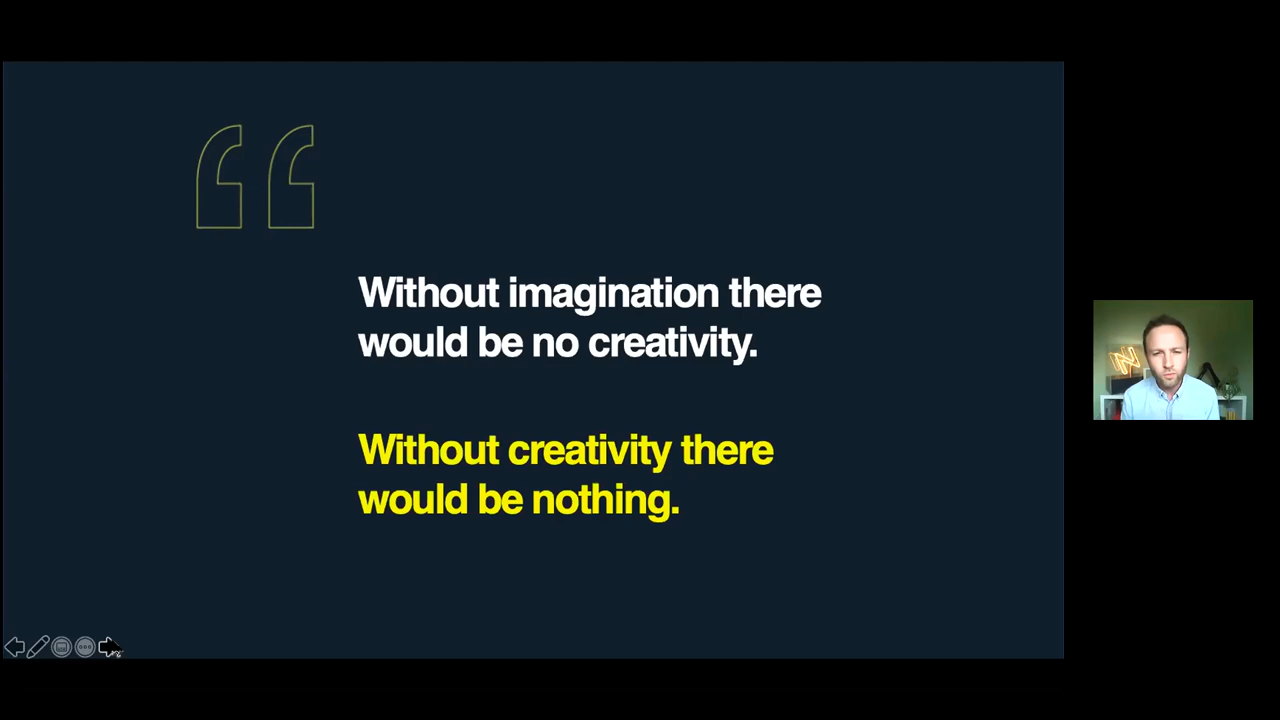 Without imagination there
would be no creativity.
Without creativity there
would be nothing.